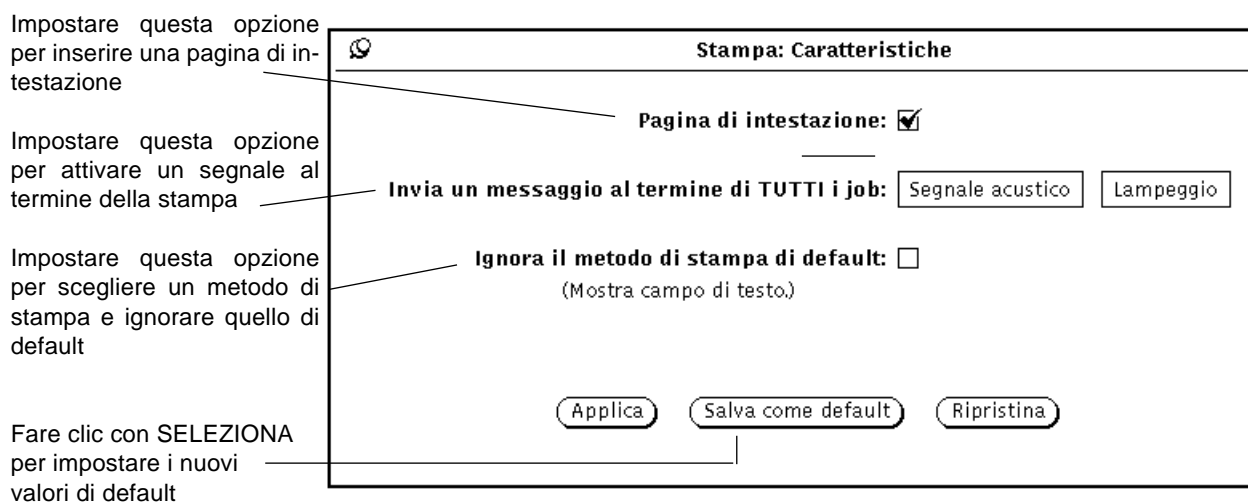 Impostare questa opzione
per inserire una pagina di in-
testazione
Impostare questa opzione
per attivare un segnale al
termine della stampa
Impostare questa opzione
per scegliere un metodo di
stampa e ignorare quello di
default
Fare clic con SELEZIONA
per impostare i nuovi
valori di default
Stampa: Caratteristiche
Pagina di intestazione:
Invia un messaggio al termine di TUTTI i job: Segnale acustico Lampeggio
Ignora il metodo di stampa di default:
(Mostra campo di testo.)
Applica Salva come default Ripristina